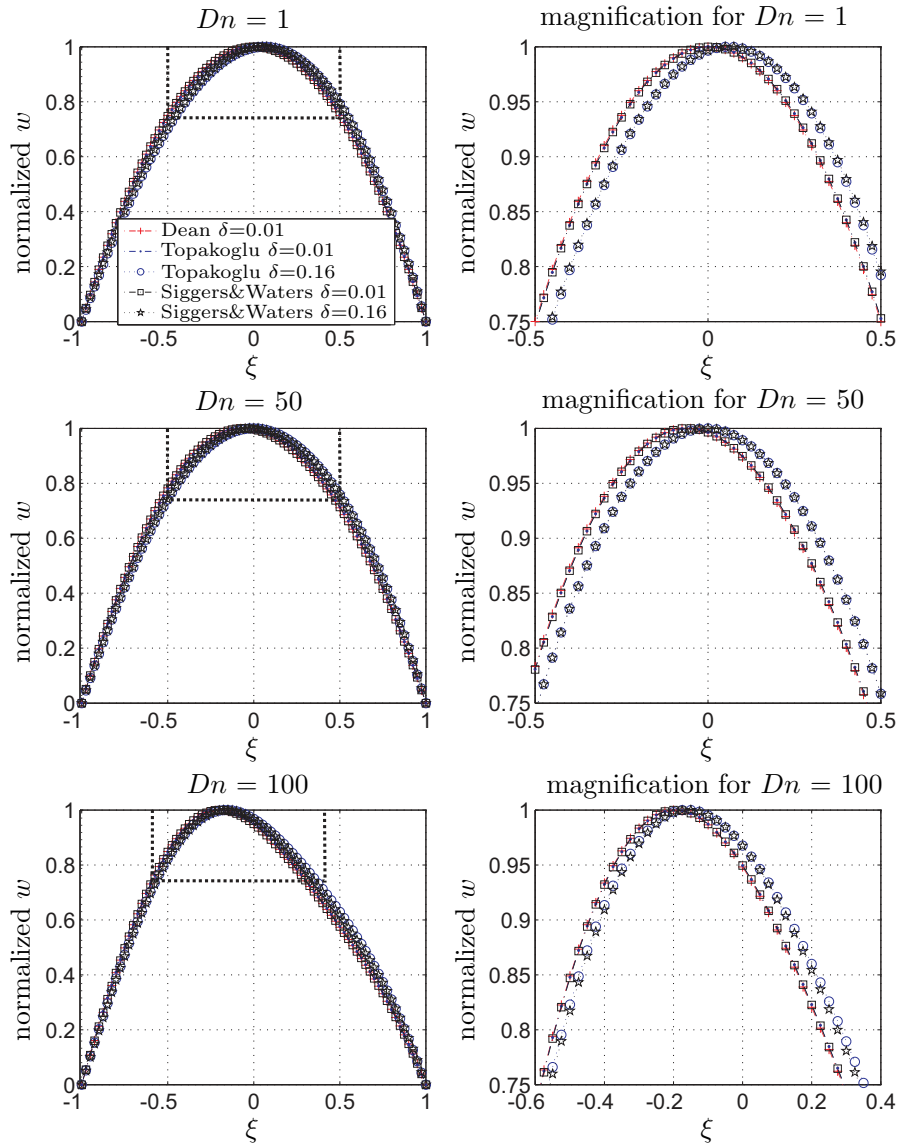 Dn = 1
magnification for Dn = 1
normalized w
1
0.8
0.6
0.4
0.2
0
-1
-0.5
0
0.5
1
ξ
Dean δ=0.01
Topakoglu δ=0.01
Topakoglu δ=0.16
Siggers&Waters δ=0.01
Siggers&Waters δ=0.16
normalized w
1
0.95
0.9
0.85
0.8
0.75
-0.5
0
0.5
ξ
Dn = 50
magnification for Dn = 50
normalized w
1
0.8
0.6
0.4
0.2
0
-1
-0.5
0
0.5
1
ξ
normalized w
1
0.95
0.9
0.85
0.8
0.75
-0.5
0
0.5
ξ
Dn = 100
magnification for Dn = 100
normalized w
1
0.8
0.6
0.4
0.2
0
-1
-0.5
0
0.5
1
ξ
normalized w
1
0.95
0.9
0.85
0.8
0.75
-0.6
-0.4
-0.2
0
0.2
0.4
ξ